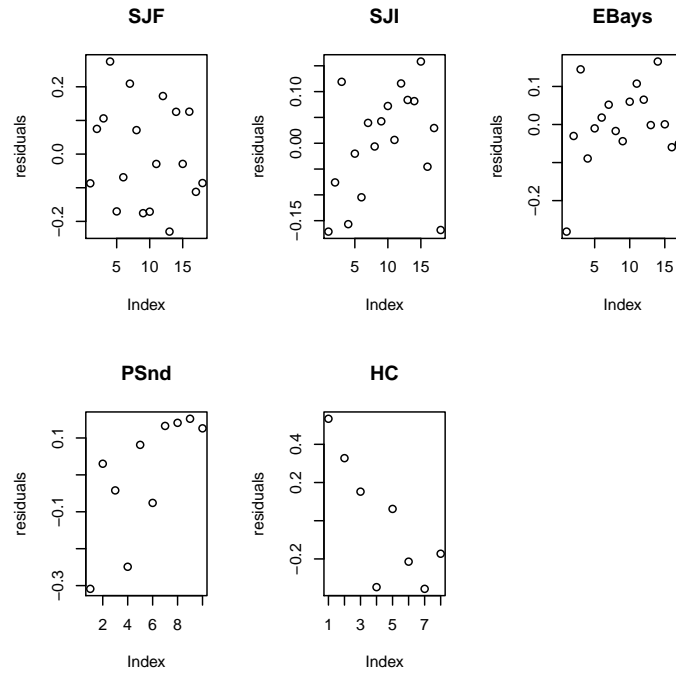 SJF
SJI
EBays
residuals
0.2
0.0
−0.2
5
10
15
Index
residuals
0.10
0.00
−0.15
5
10
15
Index
residuals
0.1
0.0
−0.2
5
10
15
Index
PSnd
HC
residuals
0.1
−0.1
−0.3
2
4
6
8
Index
residuals
0.4
0.2
−0.2
1
3
5
7
Index